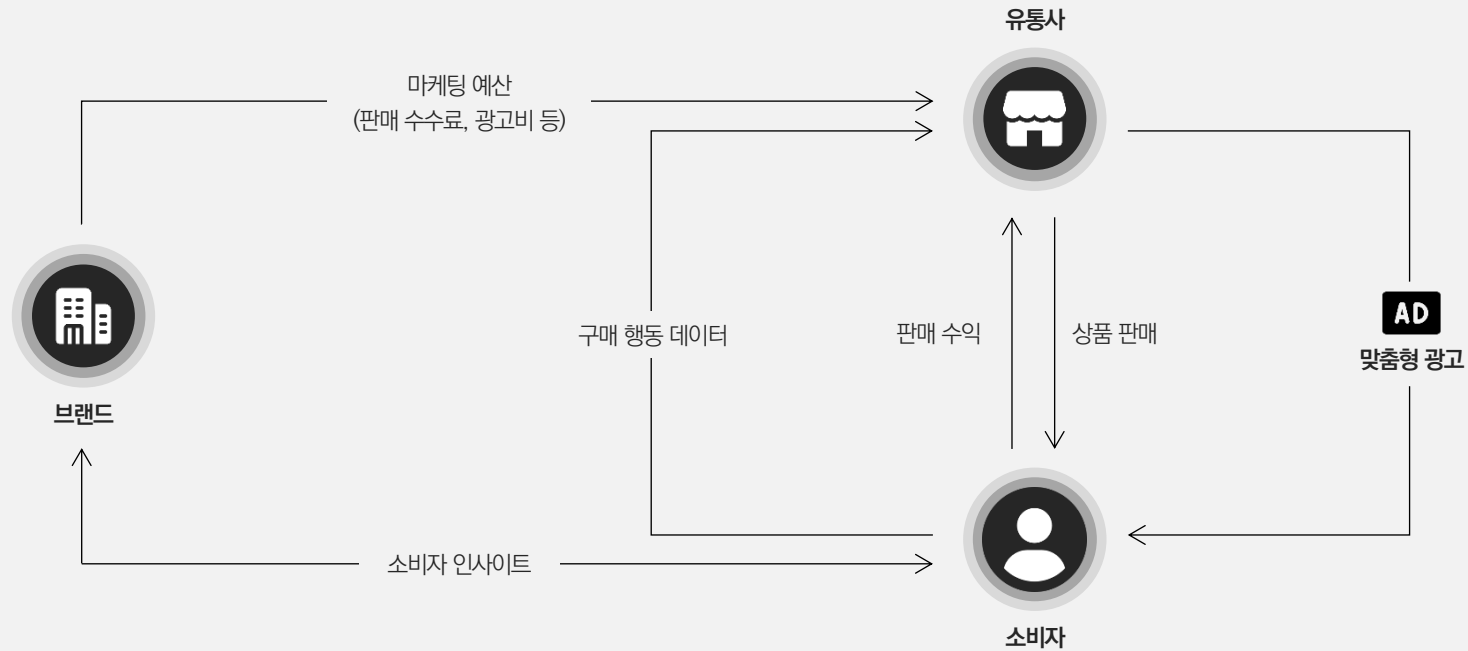 유통사
마케팅 예산
(판매 수수료, 광고비 등)
구매 행동 데이터
판매 수익
상품 판매
AD
맞춤형 광고
브랜드
소비자 인사이트
소비자